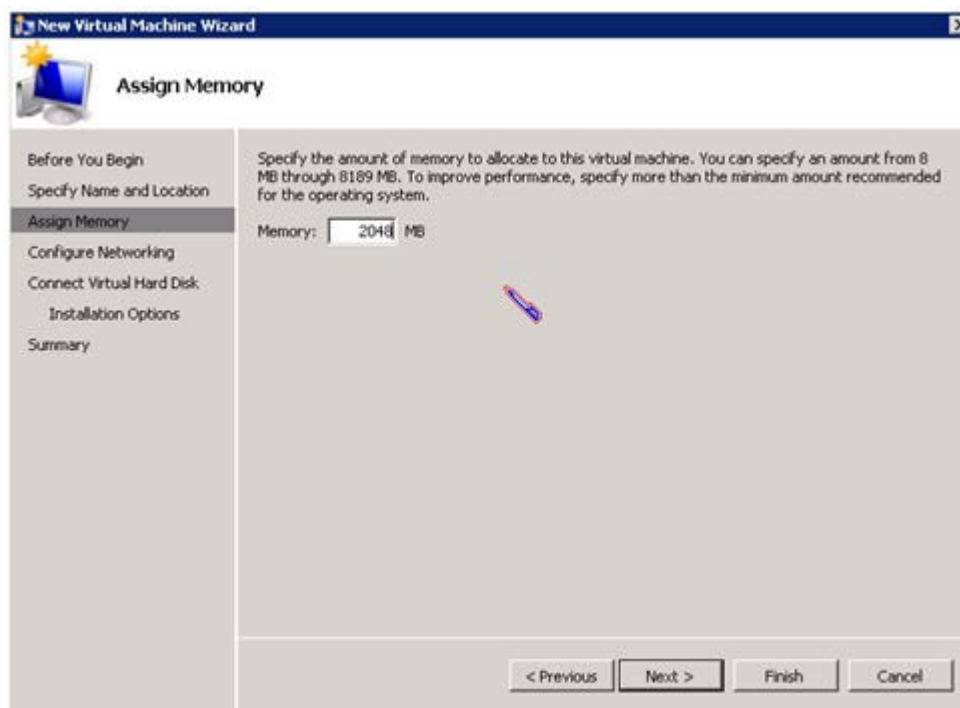 New Virtual Machine Wizard
Assign Memory
Before You Begin
Specify Name and Location
Assign Memory
Configure Networking
Connect Virtual Hard Disk
Installation Options
Summary
Specify the amount of memory to allocate to this virtual machine. You can specify an amount from 8
MB through 8189 MB. To improve performance, specify more than the minimum amount recommended
for the operating system.
Memory: 2048 MB
< Previous Next > Finish Cancel